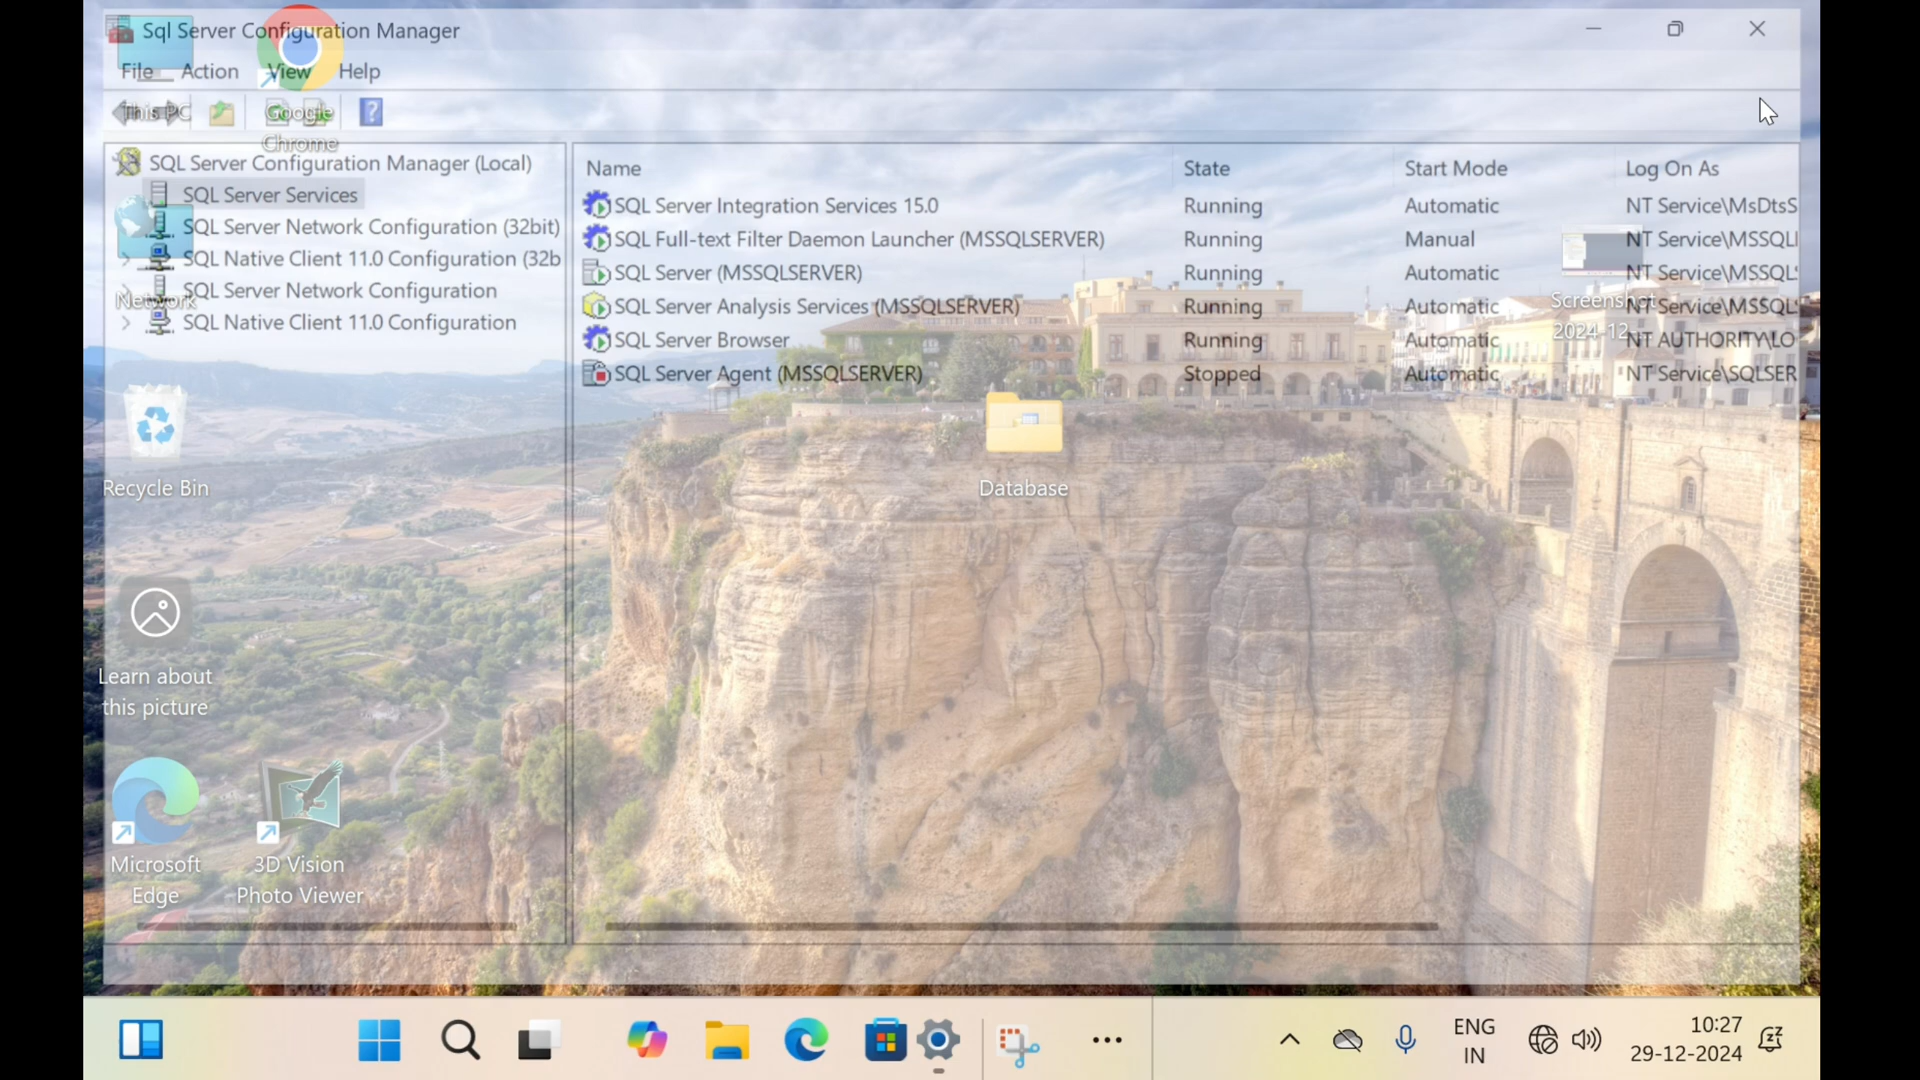 Sql Server Configuration Manager
File Action View Help
This PC
Google
Chrome
SQL Server Configuration Manager (Local)
SQL Server Services
SQL Server Network Configuration (32bit)
SQL Native Client 11.0 Configuration (32b
SQL Server Network Configuration
SQL Native Client 11.0 Configuration
Network
Name State Start Mode Log On As
SQL Server Integration Services 15.0 Running Automatic NT Service\MsDtsS
SQL Full-text Filter Daemon Launcher (MSSQLSERVER) Running Manual NT Service\MSSQLI
SQL Server (MSSQLSERVER) Running Automatic NT Service\MSSQL
SQL Server Analysis Services (MSSQLSERVER) Running Automatic NT Service\MSSQL
SQL Server Browser Running Automatic NT AUTHORITY\LO
SQL Server Agent (MSSQLSERVER) Stopped Automatic NT Service\SQLSER
Screenshot
2024-12
Recycle Bin
Database
Learn about
this picture
Microsoft
Edge
3D Vision
Photo Viewer
ENG
IN
10:27
29-12-2024